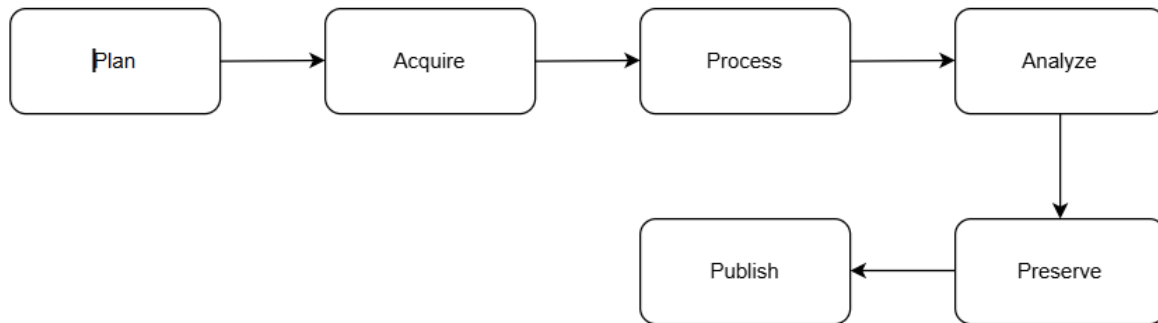 Plan
Acquire
Process
Analyze
Publish
Preserve